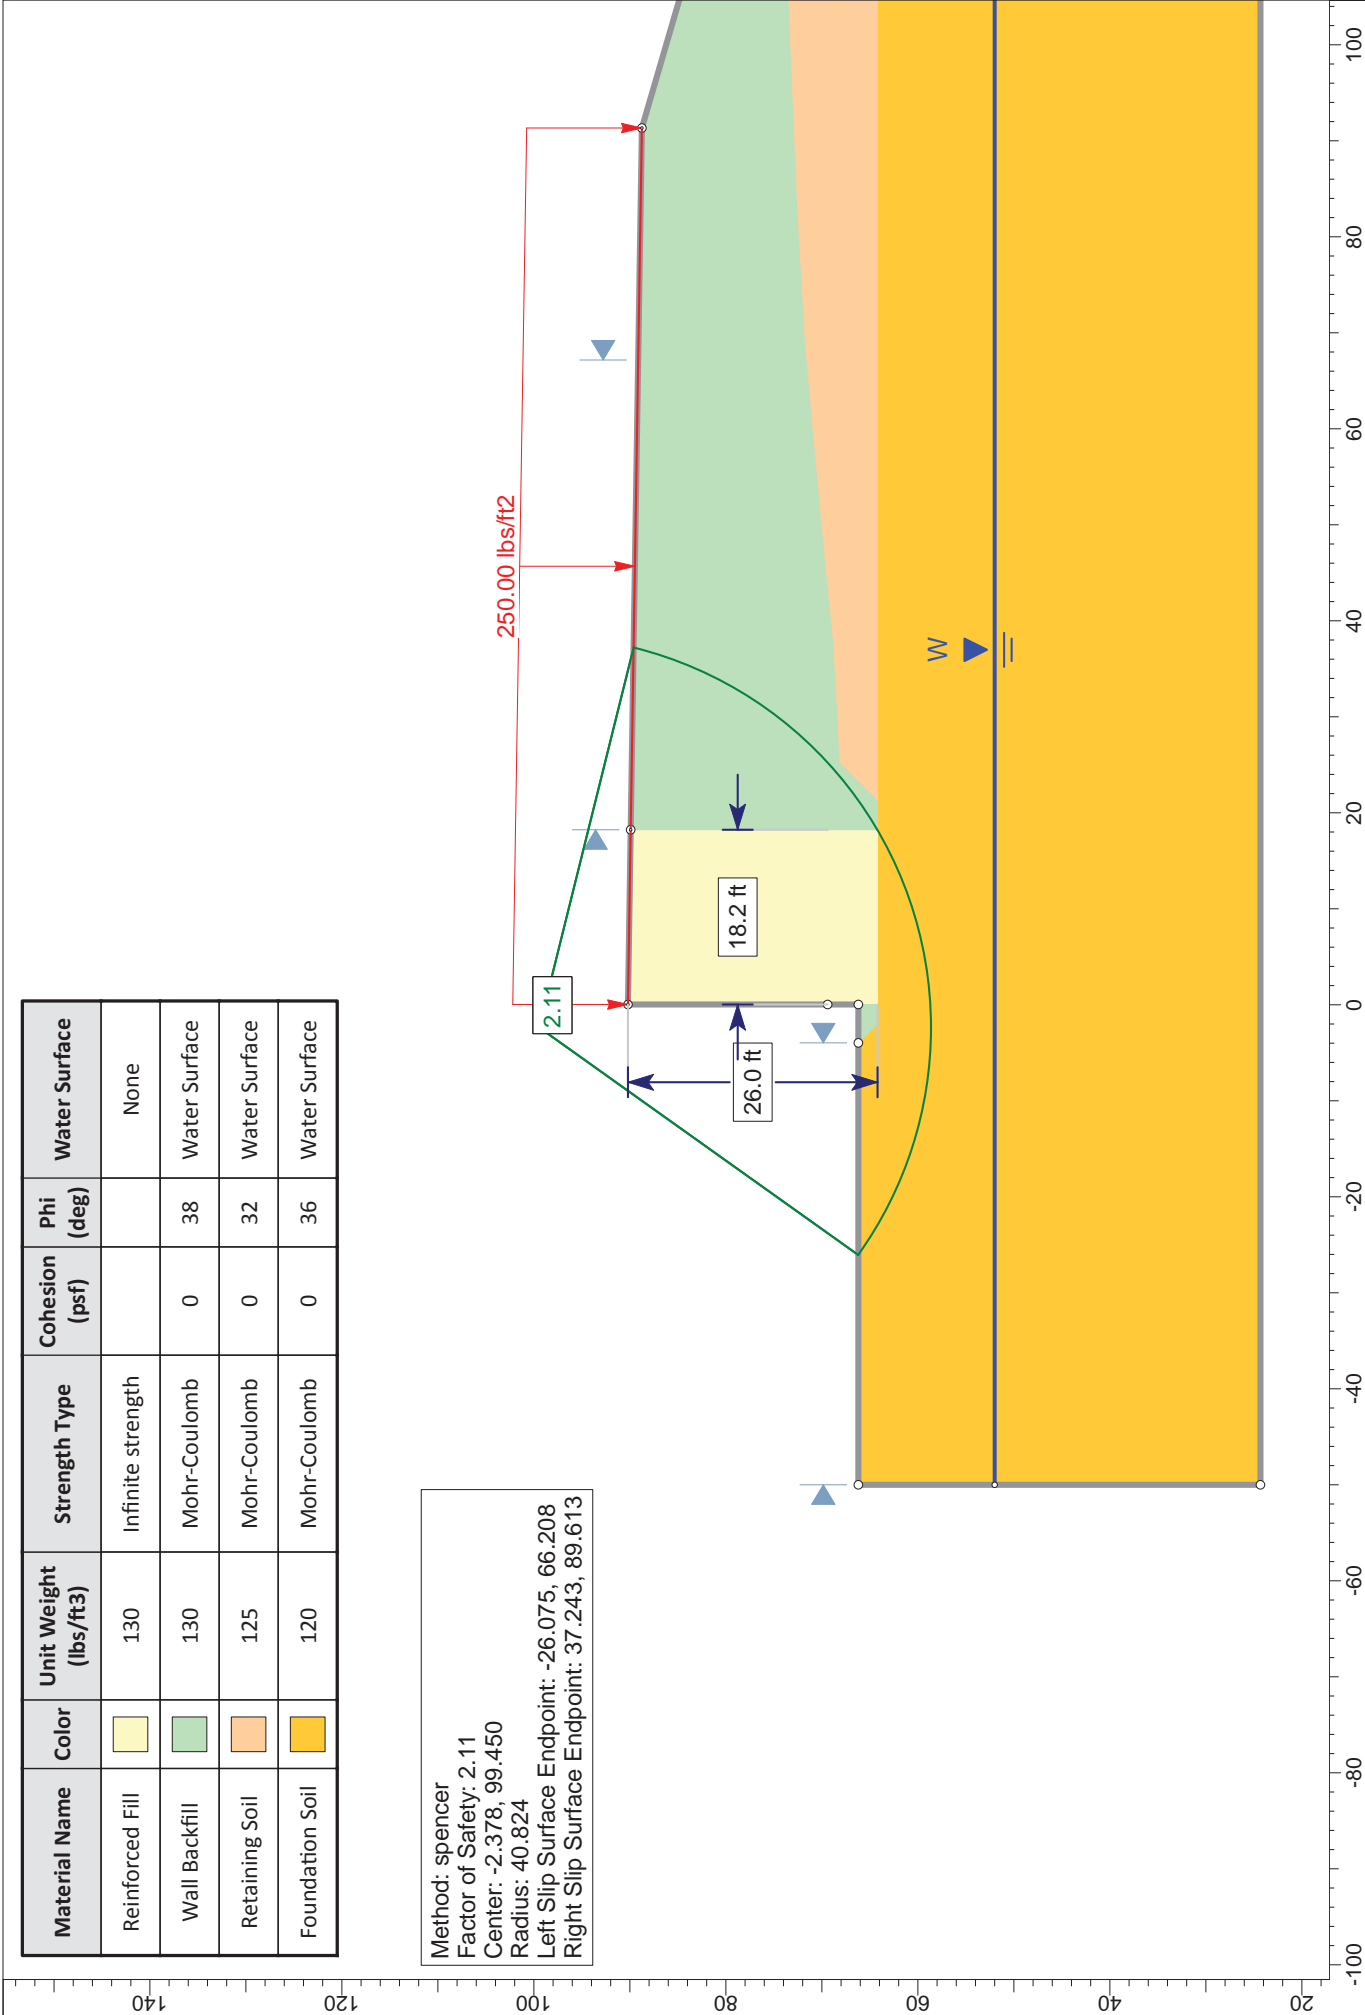 Material Name Color Unit Weight (lbs/ft3) Strength Type Cohesion (psf) Phi (deg) Water Surface
Reinforced Fill 130 Infinite strength None
Wall Backfill 130 Mohr-Coulomb 0 38 Water Surface
Retaining Soil 125 Mohr-Coulomb 0 32 Water Surface
Foundation Soil 120 Mohr-Coulomb 0 36 Water Surface
Method: spencer
Factor of Safety: 2.11
Center: -2.378, 99.450
Radius: 40.824
Left Slip Surface Endpoint: -26.075, 66.208
Right Slip Surface Endpoint: 37.243, 89.613
250.00 lbs/ft2
2.11
18.2 ft
26.0 ft
W
140
120
100
80
60
40
20
-100 -80 -60 -40 -20 0 20 40 60 80 100